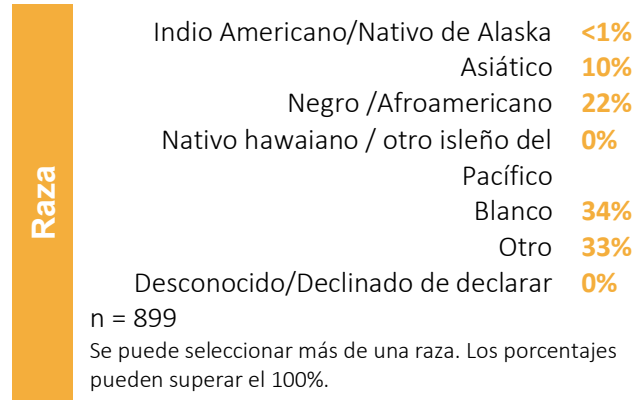 Raza
Indio Americano/Nativo de Alaska <1%
Asiático 10%
Negro /Afroamericano 22%
Nativo hawaiano / otro isleño del 0%
Pacífico
Blanco 34%
Otro 33%
Desconocido/Declinado de declarar 0%
n = 899
Se puede seleccionar más de una raza. Los porcentajes
pueden superar el 100%.